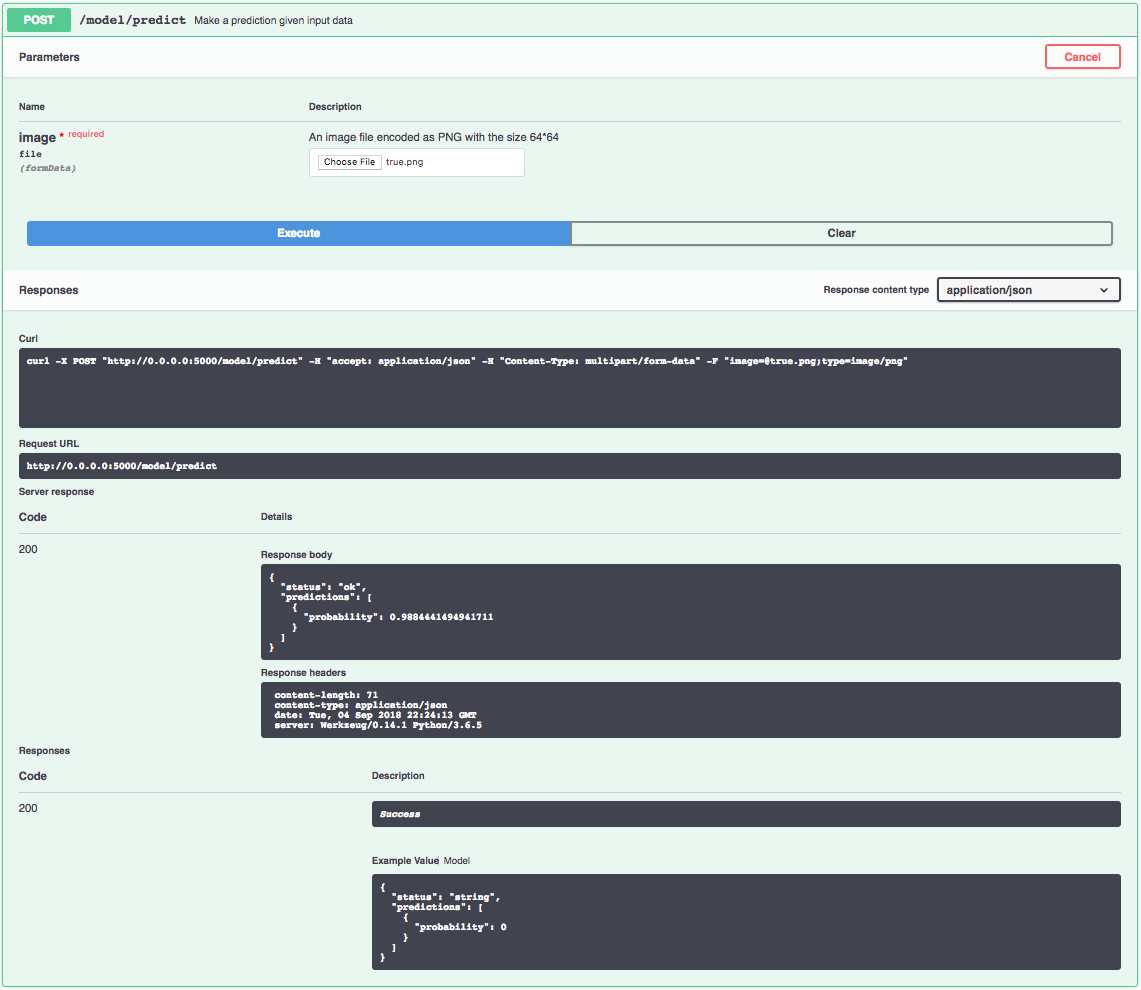 POST /model/predict Make a prediction given input data
Parameters Cancel
Name Description
image * required An image file encoded as PNG with the size 64*64
file Choose File true.png
(formData)
Execute Clear
Responses Response content type application/json
Curl
curl -X POST "http://0.0.0.0:5000/model/predict" -H "accept: application/json" -H "Content-Type: multipart/form-data" -F "image=@true.png;type=image/png"
Request URL
http://0.0.0.0:5000/model/predict
Server response
Code Details
200
Response body
{
  "status": "ok",
  "predictions": [
    {
      "probability": 0.9884441494941711
    }
  ]
}
Response headers
content-length: 71
content-type: application/json
date: Tue, 04 Sep 2018 22:24:13 GMT
server: Werkzeug/0.14.1 Python/3.6.5
Responses
Code Description
200 Success
Example Value Model
{
  "status": "string",
  "predictions": [
    {
      "probability": 0
    }
  ]
}